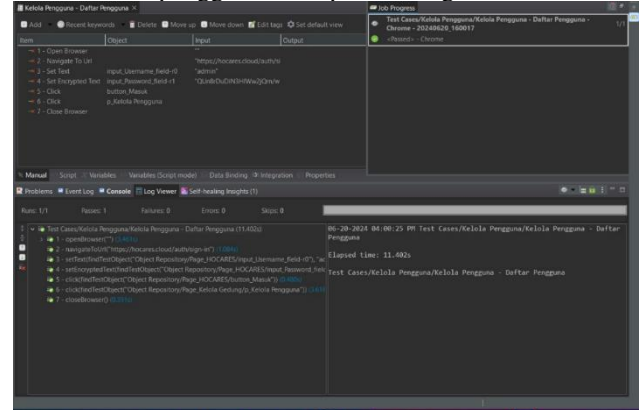 Kelola Pengguna - Daftar Pengguna
Job Progress
Add
Recent keywords
Delete
Move up
Move down
Edit tags
Set default view
Test Cases/Kelola Pengguna/Kelola Pengguna - Daftar Pengguna - Chrome - 20240620_160017
1/1
<Passed> - Chrome
Item
Object
Input
Output
1 - Open Browser
""
2 - Navigate To Url
"https://hocares.cloud/auth/si
3 - Set Text
input_Username_field-r0
"admin"
4 - Set Encrypted Text
input_Password_field-r1
5 - Click
button_Masuk
6 - Click
p_Kelola Pengguna
7 - Close Browser
Manual
Script
Variables
Variables (Script mode)
Data Binding
Integration
Properties
Problems
Event Log
Console
Log Viewer
Self-healing Insights (1)
Runs: 1/1
Passes: 1
Failures: 0
Errors: 0
Skips: 0
Test Cases/Kelola Pengguna/Kelola Pengguna - Daftar Pengguna (11.402s)
1 - openBrowser("")
2 - navigateToUrl("https://hocares.cloud/auth/sign-in")
3 - setText(findTestObject("Object Repository/Page_HOCARES/input_Username_field-r0"), "ad
4 - setEncryptedText(findTestObject("Object Repository/Page_HOCARES/input_Password_fiel
5 - click(findTestObject("Object Repository/Page_HOCARES/button_Masuk"))
6 - click(findTestObject("Object Repository/Page_Kelola Gedung/p_Kelola Pengguna"))
7 - closeBrowser()
06-20-2024 04:00:25 PM Test Cases/Kelola Pengguna/Kelola Pengguna - Daftar
Pengguna
Elapsed time: 11.402s
Test Cases/Kelola Pengguna/Kelola Pengguna - Daftar Pengguna